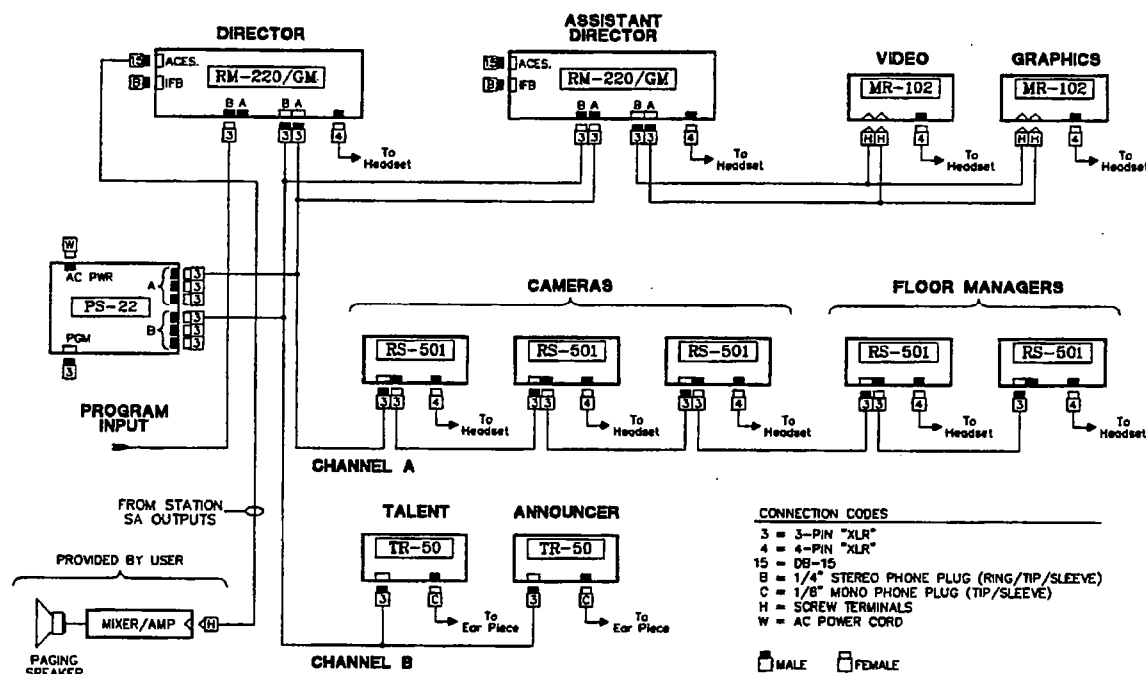 DIRECTOR
ASSISTANT
DIRECTOR
VIDEO
GRAPHICS
15
ACES.
RM-220/GM
B
IFB
B A
B A
3
3 3
4
To
Headset
15
ACES.
RM-220/GM
B
IFB
B A
B A
3 3
3 3
4
To
Headset
MR-102
H H
4
To
Headset
MR-102
H H
4
To
Headset
W
AC PWR
A
3
3
3
PS-22
B
3
3
3
PGM
3
PROGRAM
INPUT
CAMERAS
FLOOR MANAGERS
RS-501
RS-501
RS-501
RS-501
RS-501
3 3
4
3 3
4
3 3
4
3 3
4
3
4
To
Headset
To
Headset
To
Headset
To
Headset
To
Headset
CHANNEL A
FROM STATION
SA OUTPUTS
PROVIDED BY USER
MIXER/AMP
H
PAGING
SPEAKER
TALENT
ANNOUNCER
TR-50
TR-50
3
C
3
C
To
Ear Piece
To
Ear Piece
CHANNEL B
CONNECTION CODES
3 = 3-PIN "XLR"
4 = 4-PIN "XLR"
15 = DB-15
B = 1/4" STEREO PHONE PLUG (RING/TIP/SLEEVE)
C = 1/8" MONO PHONE PLUG (TIP/SLEEVE)
H = SCREW TERMINALS
W = AC POWER CORD
MALE
FEMALE